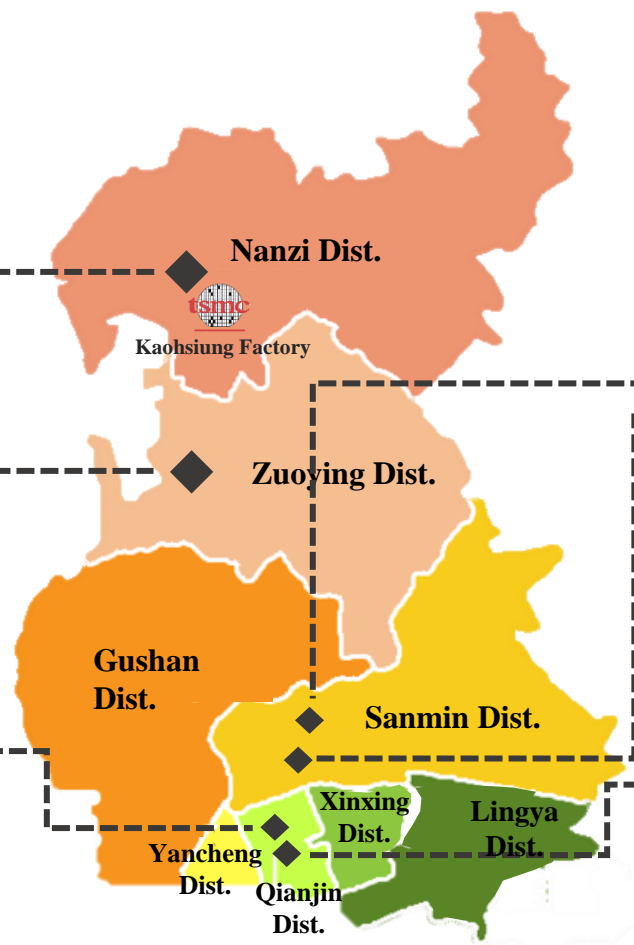 Nanzi Dist.
tsmc
Kaohsiung Factory
Zuoying Dist.
Gushan
Dist.
Sanmin Dist.
Xinxing
Dist.
Lingya
Dist.
Yancheng
Dist.
Qianjin
Dist.